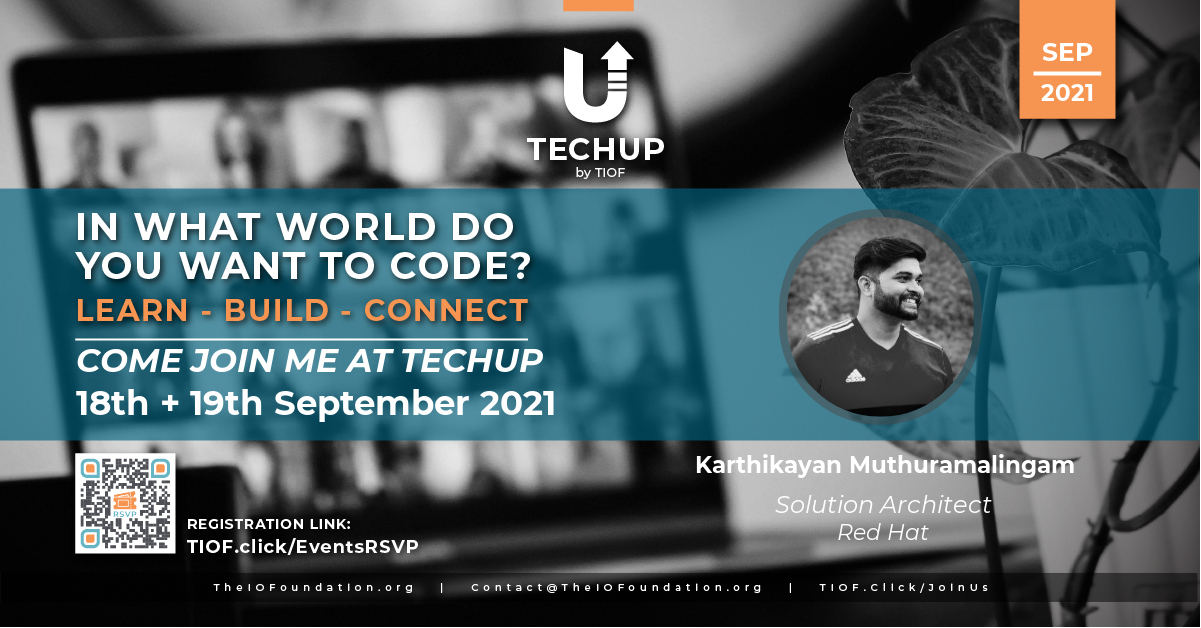 SEP
2021
TECHUP
by TIOF
IN WHAT WORLD DO
YOU WANT TO CODE?
LEARN - BUILD - CONNECT
COME JOIN ME AT TECHUP
18th + 19th September 2021
RSVP
REGISTRATION LINK:
TIOF.click/EventsRSVP
Karthikayan Muthuramalingam
Solution Architect
Red Hat
TheIOFoundation.org | Contact@TheIOFoundation.org | TIOF.Click/JoinUs